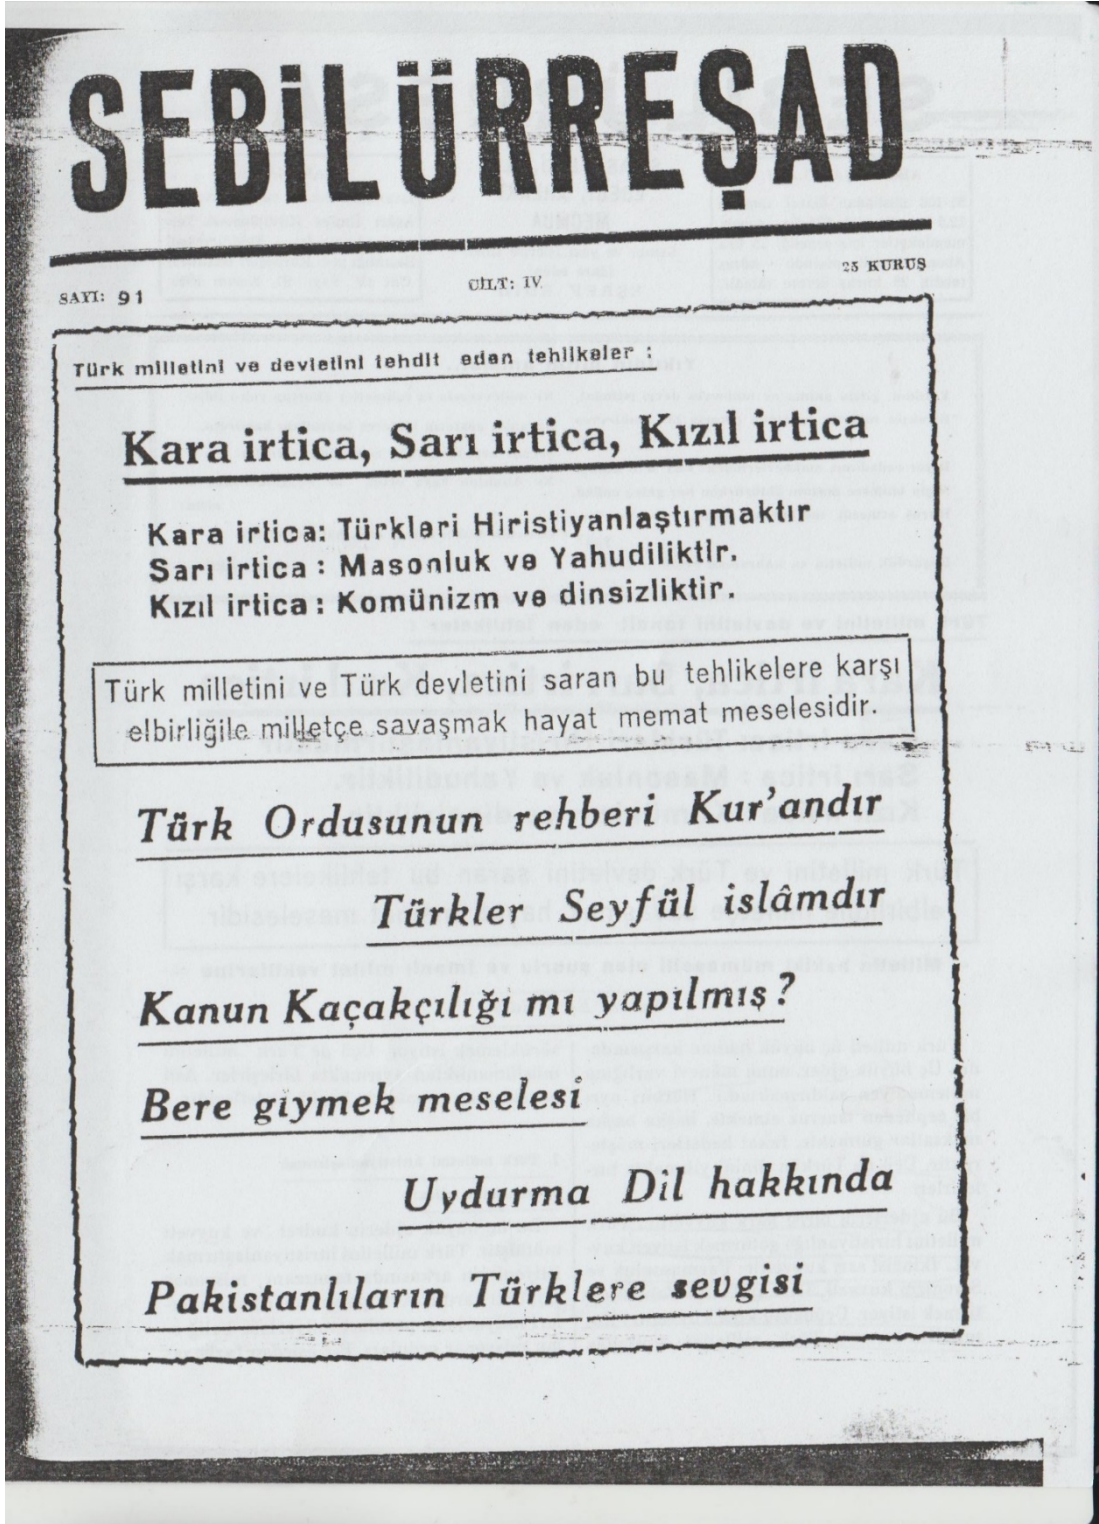 SEBİLÜRREŞAD
SAYI: 91 CİLT: IV. 25 KURUŞ
Türk milletini ve devletini tehdit eden tehlikeler :
Kara irtica, Sarı irtica, Kızıl irtica
Kara irtica: Türkleri Hiristiyanlaştırmaktır
Sarı irtica : Masonluk ve Yahudiliktir.
Kızıl irtica : Komünizm ve dinsizliktir.
Türk milletini ve Türk devletini saran bu tehlikelere karşı
elbirliğile milletçe savaşmak hayat memat meselesidir.
Türk Ordusunun rehberi Kur'andır
Türkler Seyfül islâmdır
Kanun Kaçakçılığı mı yapılmış?
Bere giymek meselesi
Uydurma Dil hakkında
Pakistanlıların Türklere sevgisi